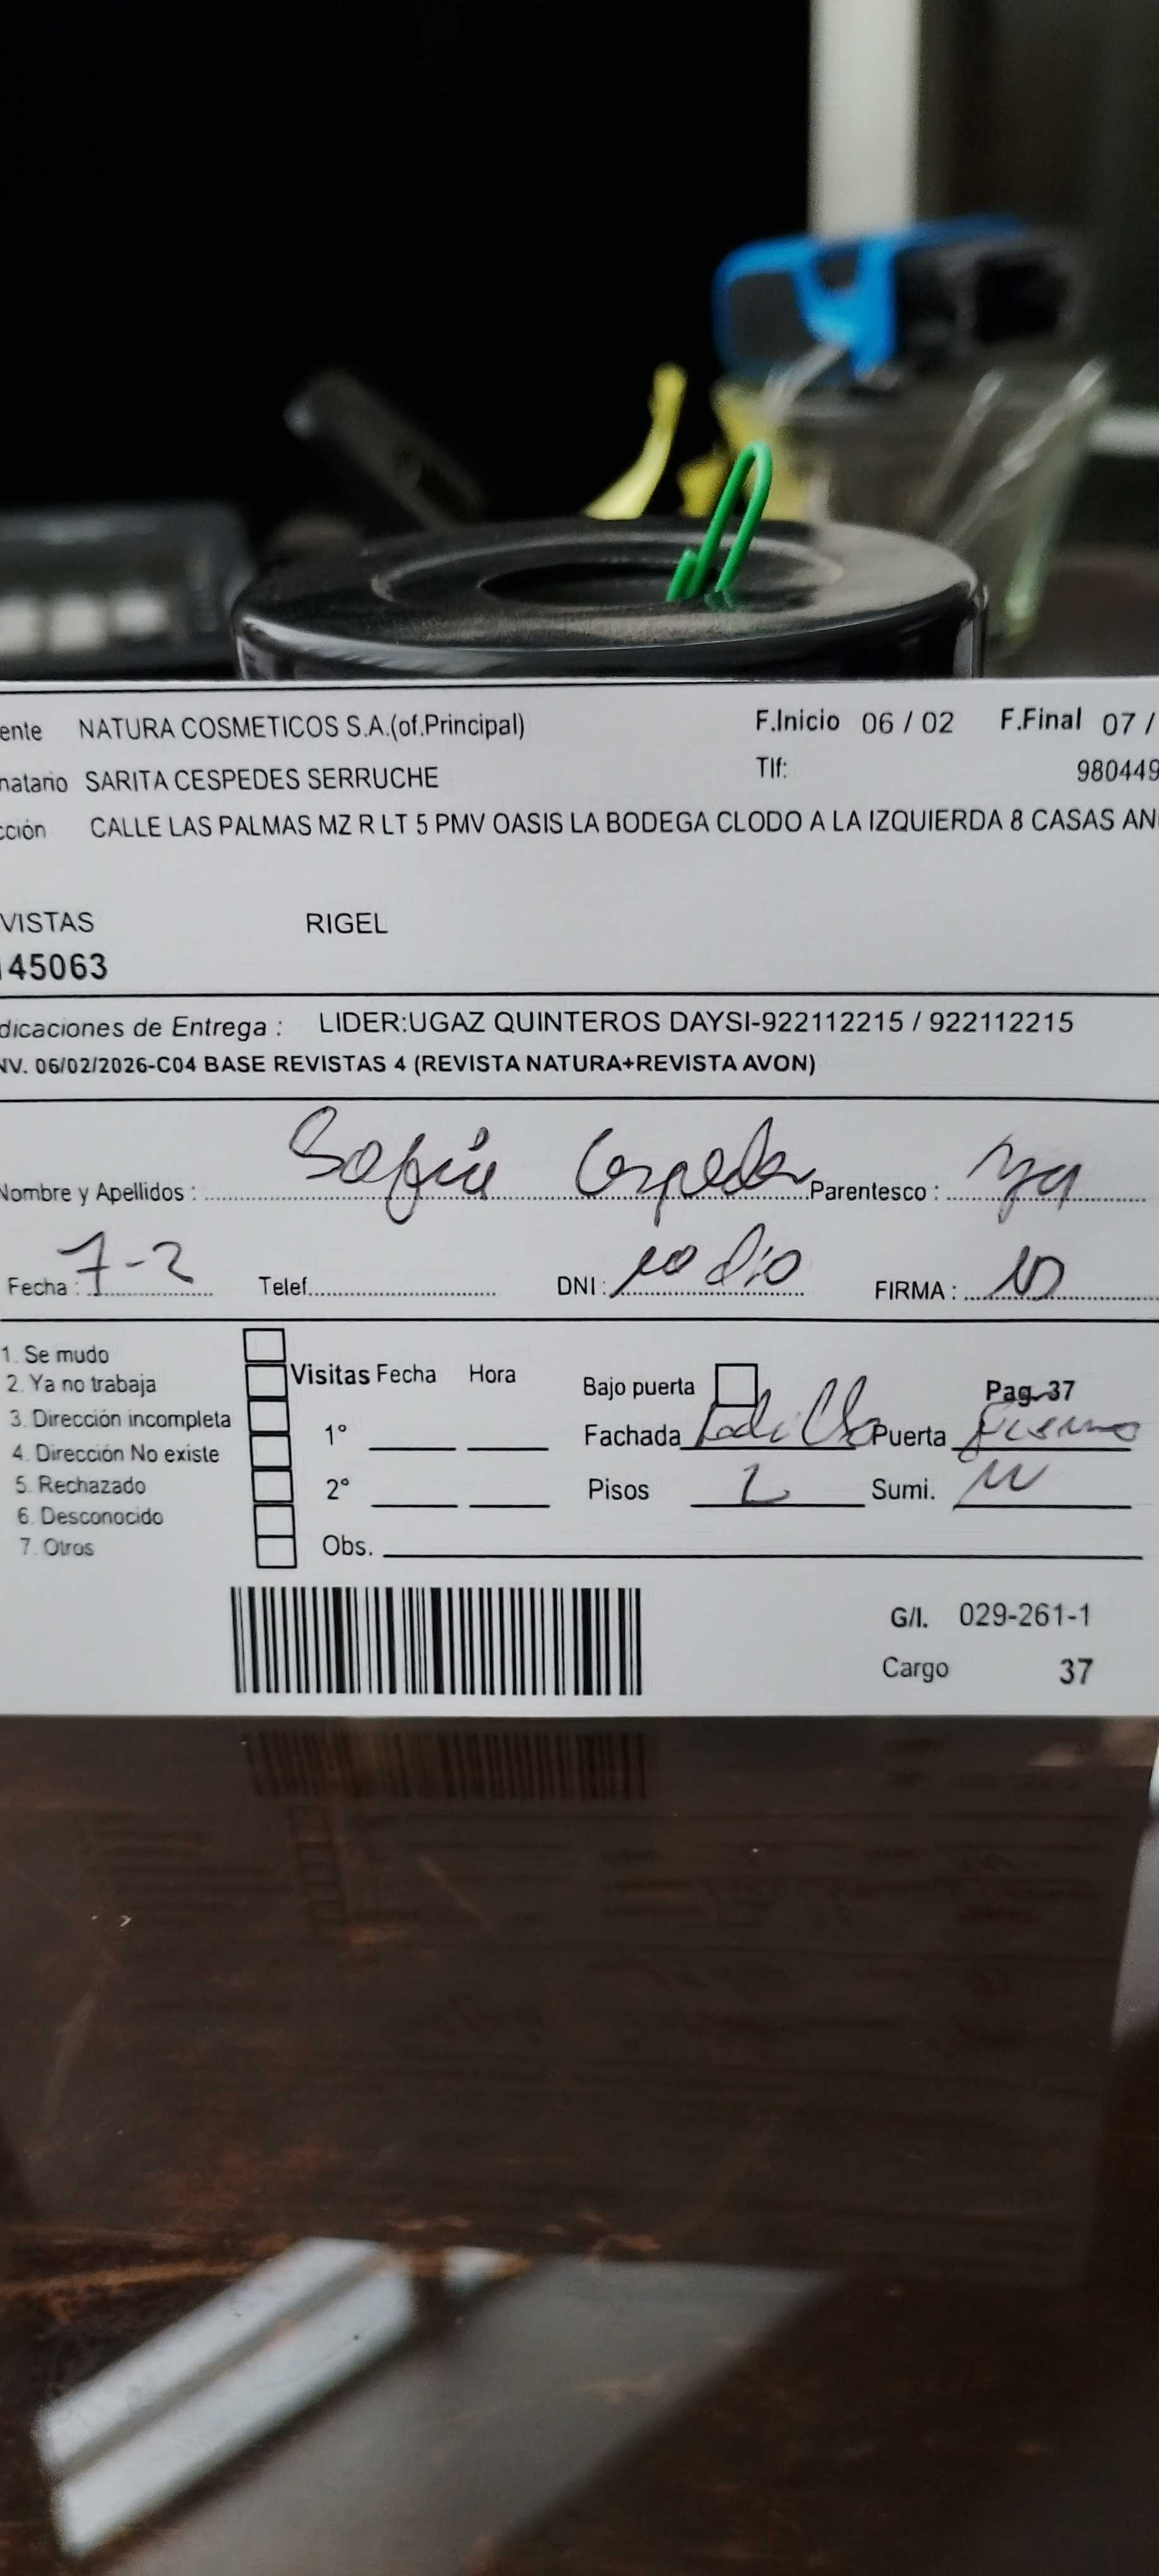 ente NATURA COSMETICOS S.A.(of.Principal) F.Inicio 06 / 02 F.Final 07 /
natario SARITA CESPEDES SERRUCHE Tlf: 980449
cción CALLE LAS PALMAS MZ R LT 5 PMV OASIS LA BODEGA CLODO A LA IZQUIERDA 8 CASAS AN
VISTAS RIGEL
145063
dicaciones de Entrega : LIDER:UGAZ QUINTEROS DAYSI-922112215 / 922112215
NV. 06/02/2026-C04 BASE REVISTAS 4 (REVISTA NATURA+REVISTA AVON)
Nombre y Apellidos : Sofia Cespedes Parentesco :
Fecha : 7-2 Telef. DNI : no dio FIRMA :
1. Se mudo
2. Ya no trabaja Visitas Fecha Hora Bajo puerta Pag. 37
3. Dirección incompleta 1° Fachada Ladrillo Puerta fierro
4. Dirección No existe
5. Rechazado 2° Pisos 2 Sumi.
6. Desconocido
7. Otros Obs.
G/I. 029-261-1
Cargo 37